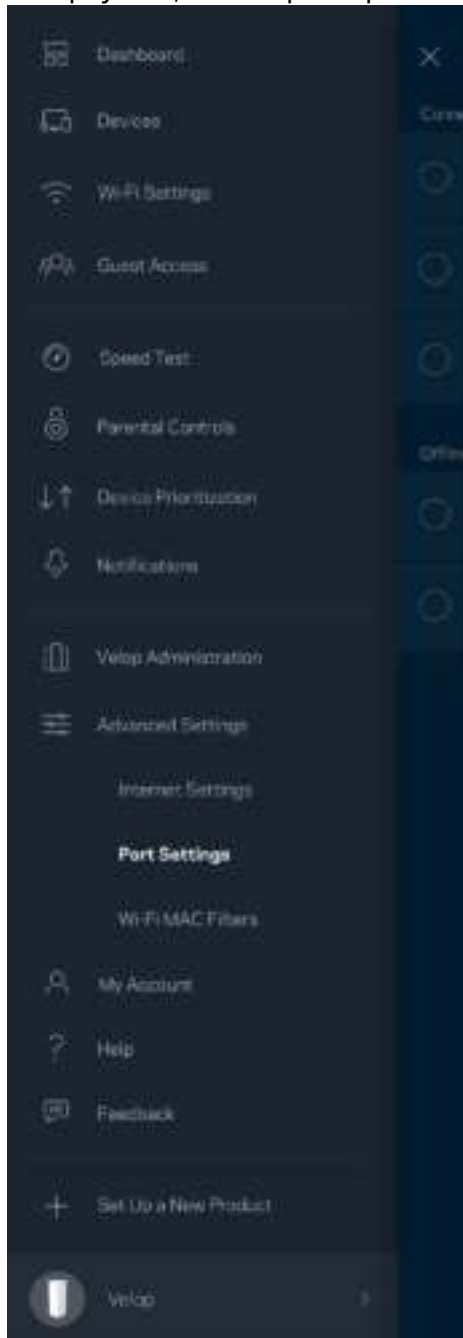 Dashboard
Devices
Wi-Fi Settings
Guest Access
Speed Test
Parental Controls
Device Prioritization
Notifications
Velop Administration
Advanced Settings
Internet Settings
Port Settings
Wi-Fi MAC Filters
My Account
Help
Feedback
Set Up a New Product
Velop